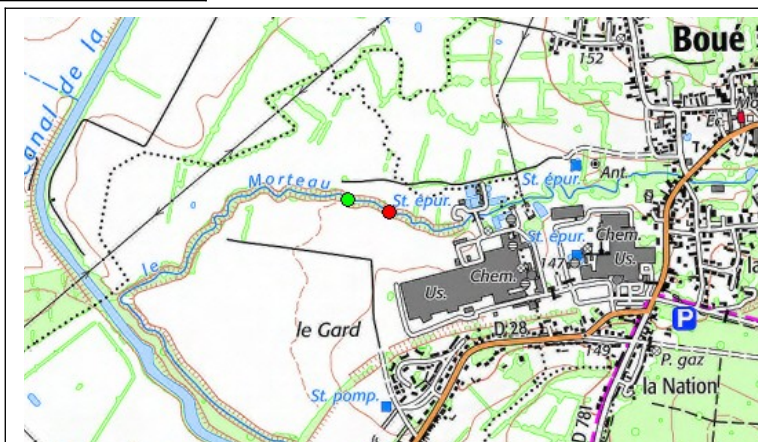 Boué
152
Canal de la
Morteau
le
St. épur.
Ant.
T
St. épur.
St. épur.
Chem.
Us.
147
Chem.
Us.
le Gard
D 28
149
P
P. gaz
la Nation
St. pomp.
D 78